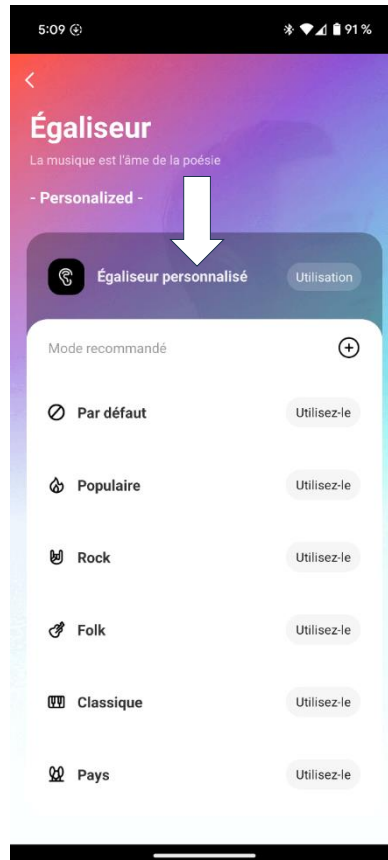 5:09 91 %
Égaliseur
La musique est l'âme de la poésie
- Personalized -
Égaliseur personnalisé Utilisation
Mode recommandé
Par défaut Utilisez-le
Populaire Utilisez-le
Rock Utilisez-le
Folk Utilisez-le
Classique Utilisez-le
Pays Utilisez-le